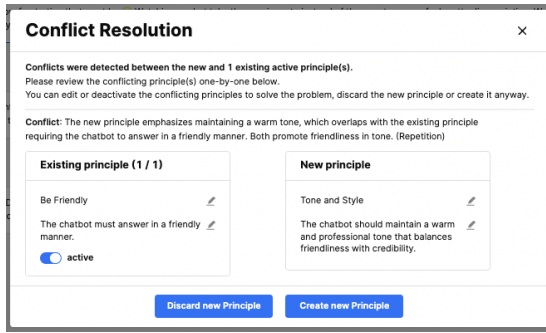 Conflict Resolution
Conflicts were detected between the new and 1 existing active principle(s).
Please review the conflicting principle(s) one-by-one below.
You can edit or deactivate the conflicting principles to solve the problem, discard the new principle or create it anyway.
Conflict: The new principle emphasizes maintaining a warm tone, which overlaps with the existing principle
requiring the chatbot to answer in a friendly manner. Both promote friendliness in tone. (Repetition)
Existing principle (1 / 1)
Be Friendly
The chatbot must answer in a friendly
manner.
active
New principle
Tone and Style
The chatbot should maintain a warm
and professional tone that balances
friendliness with credibility.
Discard new Principle
Create new Principle